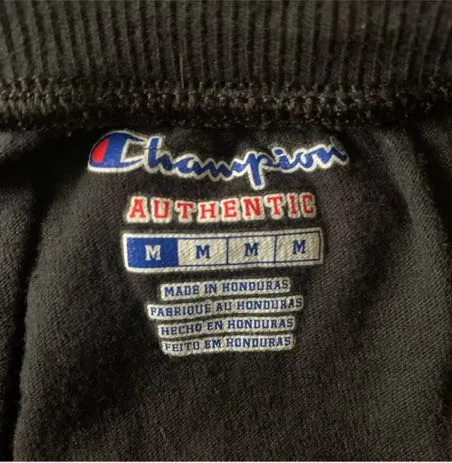 Champion
AUTHENTIC
M M M M
MADE IN HONDURAS
FABRIQUE AU HONDURAS
HECHO EN HONDURAS
FEITO EM HONDURAS